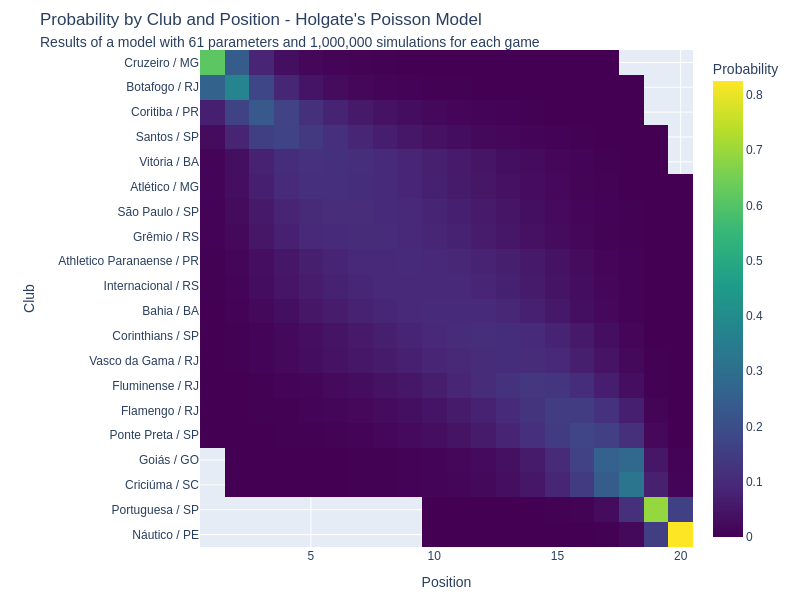 Probability by Club and Position - Holgate's Poisson Model
Results of a model with 61 parameters and 1,000,000 simulations for each game
Probability
Club
Cruzeiro / MG
Botafogo / RJ
Coritiba / PR
Santos / SP
Vitória / BA
Atlético / MG
São Paulo / SP
Grêmio / RS
Athletico Paranaense / PR
Internacional / RS
Bahia / BA
Corinthians / SP
Vasco da Gama / RJ
Fluminense / RJ
Flamengo / RJ
Ponte Preta / SP
Goiás / GO
Criciúma / SC
Portuguesa / SP
Náutico / PE
0.8
0.7
0.6
0.5
0.4
0.3
0.2
0.1
0
5 10 15 20
Position